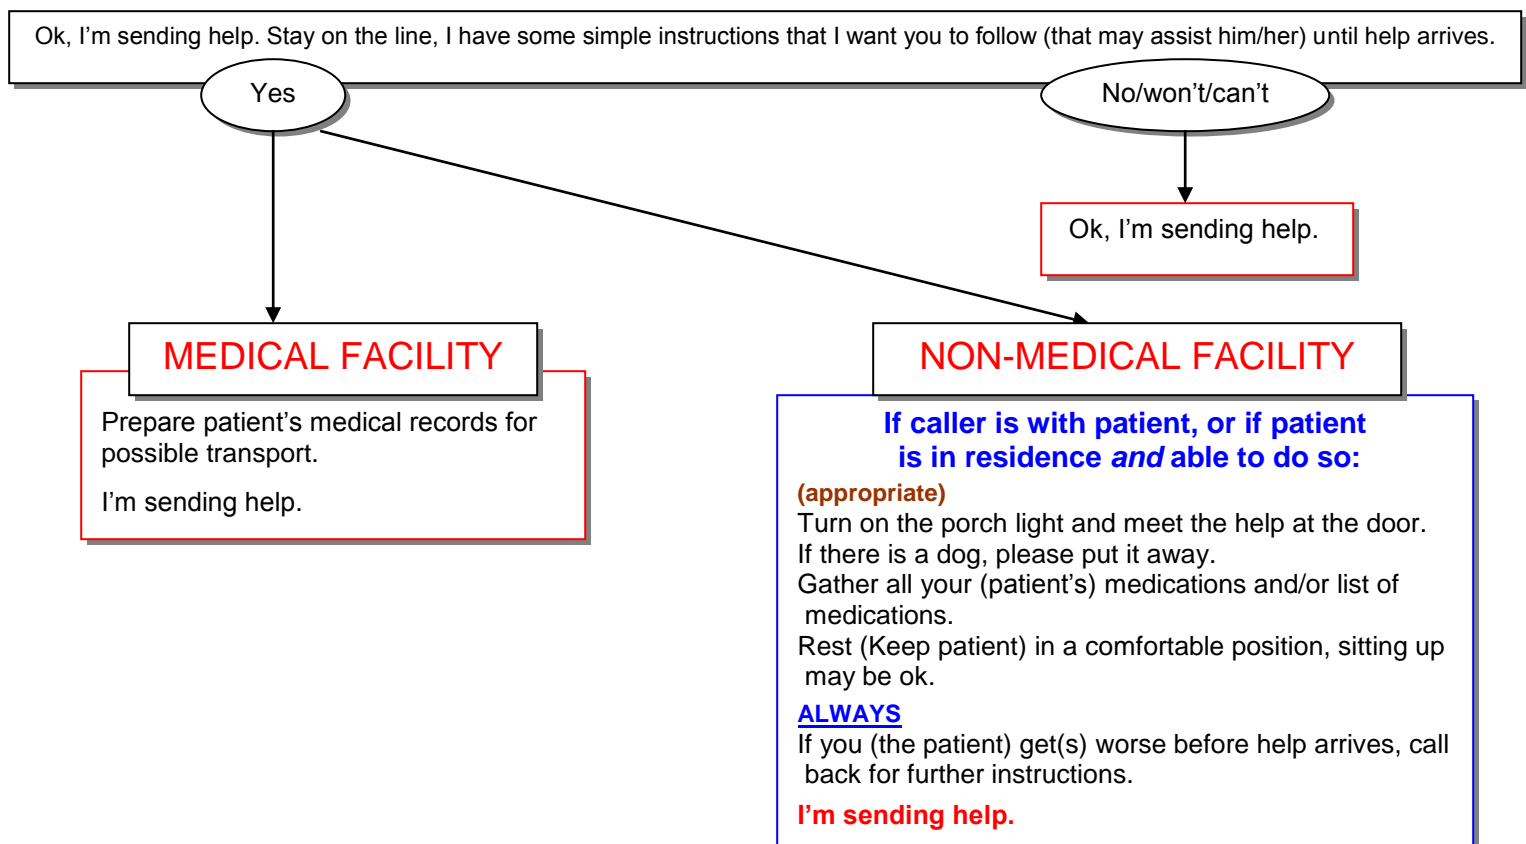 Ok, I’m sending help. Stay on the line, I have some simple instructions that I want you to follow (that may assist him/her) until help arrives.
Yes
No/won’t/can’t
Ok, I’m sending help.
MEDICAL FACILITY
Prepare patient’s medical records for
possible transport.
I’m sending help.
NON-MEDICAL FACILITY
If caller is with patient, or if patient
is in residence and able to do so:
(appropriate)
Turn on the porch light and meet the help at the door.
If there is a dog, please put it away.
Gather all your (patient’s) medications and/or list of
medications.
Rest (Keep patient) in a comfortable position, sitting up
may be ok.
ALWAYS
If you (the patient) get(s) worse before help arrives, call
back for further instructions.
I’m sending help.